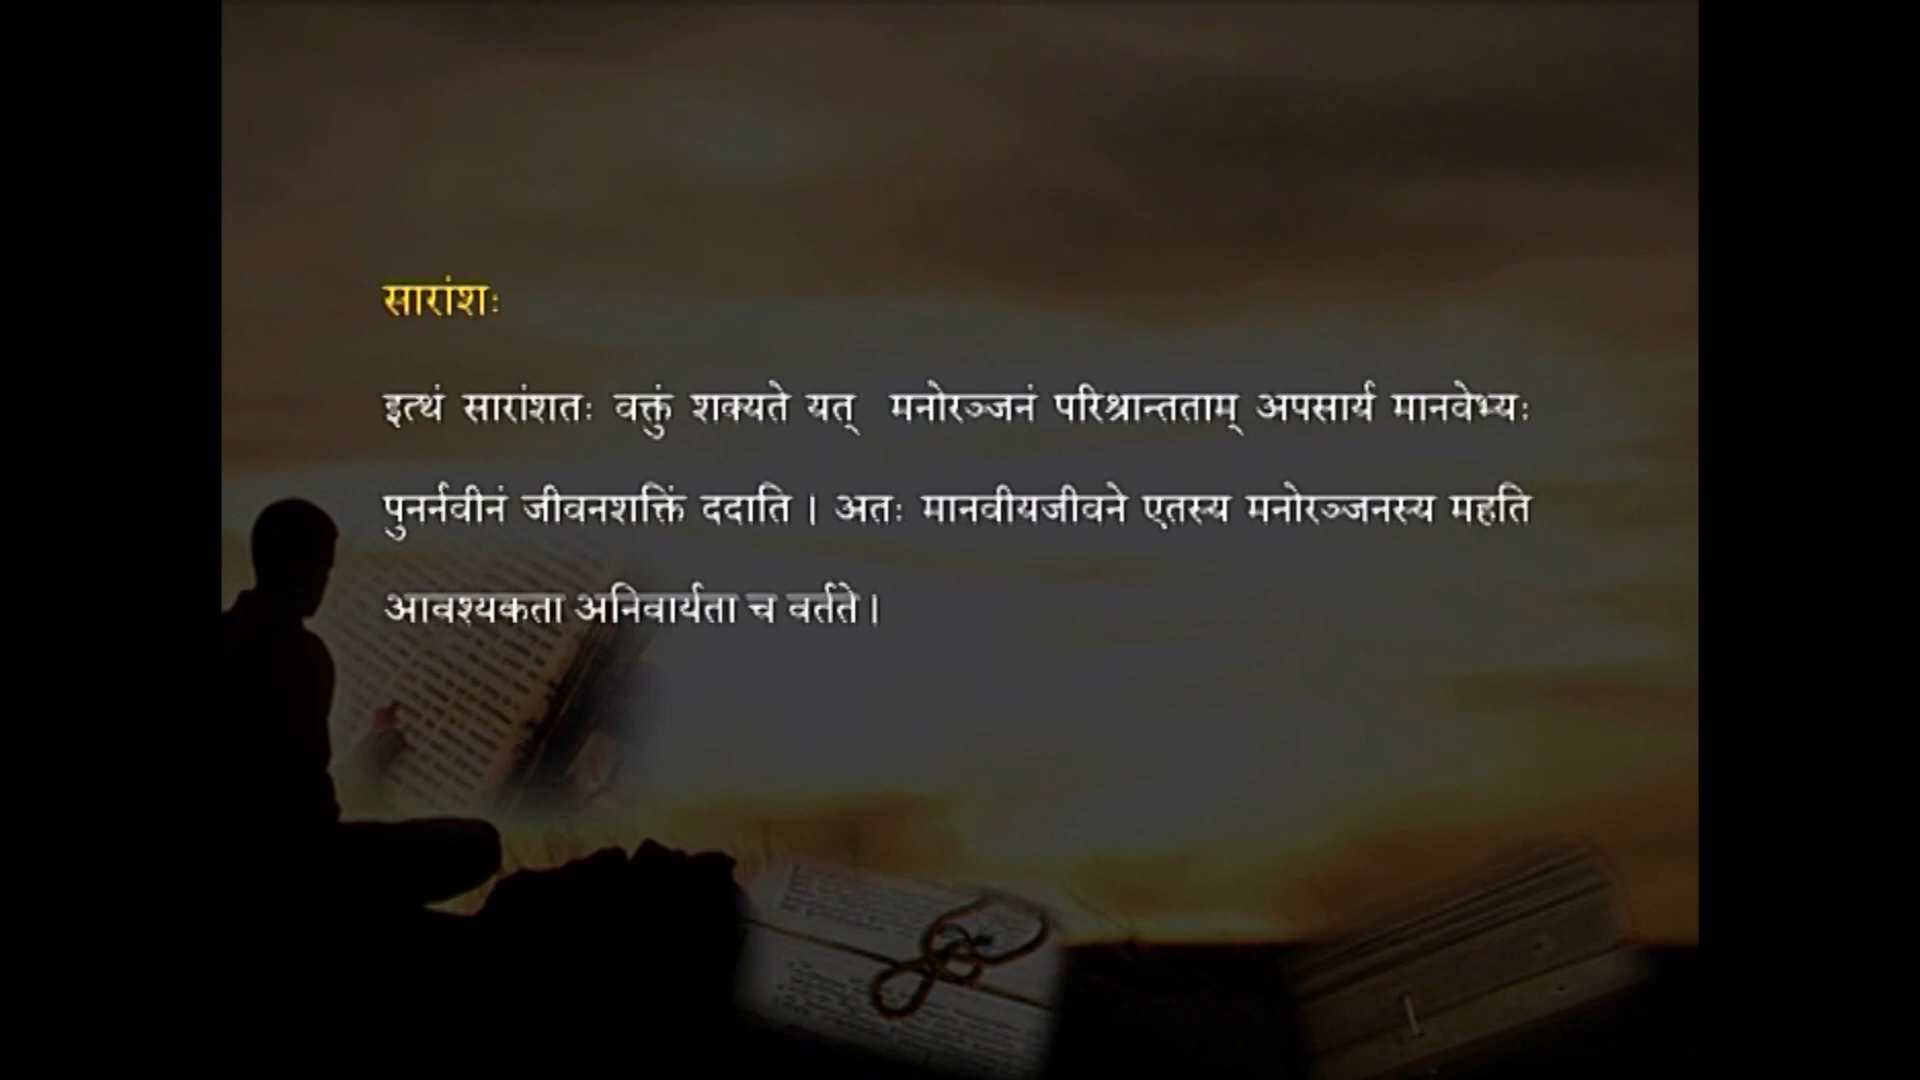 सारांशः
इत्थं सारांशतः वक्तुं शक्यते यत् मनोरञ्जनं परिश्रान्तताम् अपसार्य मानवेभ्यः
पुनर्नवीनं जीवनशक्तिं ददाति । अतः मानवीयजीवने एतस्य मनोरञ्जनस्य महति
आवश्यकता अनिवार्यता च वर्तते ।